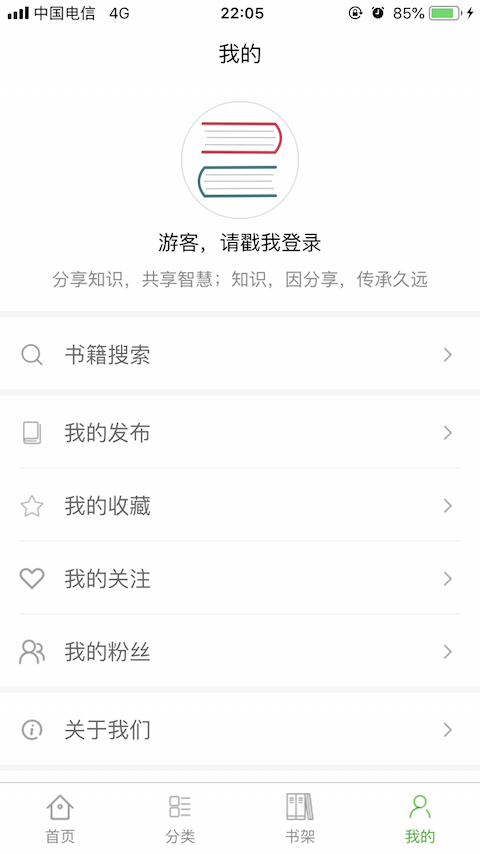 中国电信 4G 22:05 85%
我的
游客，请戳我登录
分享知识，共享智慧；知识，因分享，传承久远
书籍搜索
我的发布
我的收藏
我的关注
我的粉丝
关于我们
首页 分类 书架 我的